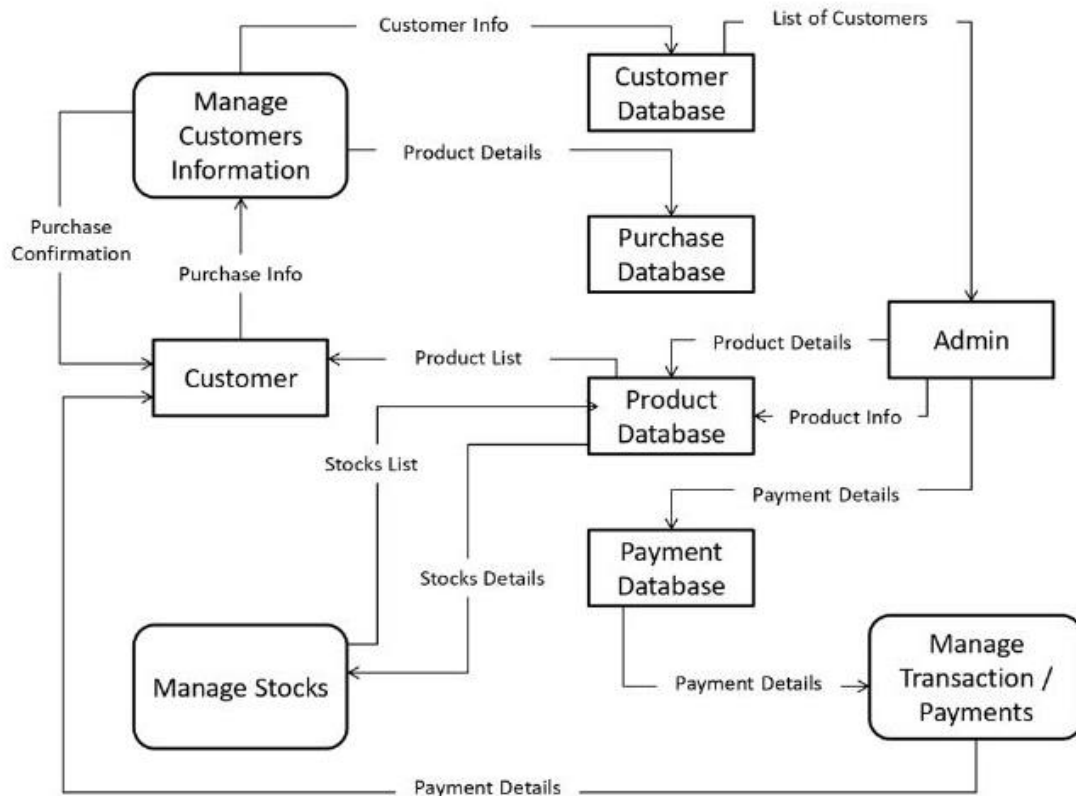 Customer Info
List of Customers
Customer
Database
Manage
Customers
Information
Product Details
Purchase
Confirmation
Purchase Info
Purchase
Database
Customer
Product List
Product Details
Admin
Product
Database
Product Info
Stocks List
Payment Details
Payment
Database
Stocks Details
Manage Stocks
Payment Details
Manage
Transaction /
Payments
Payment Details